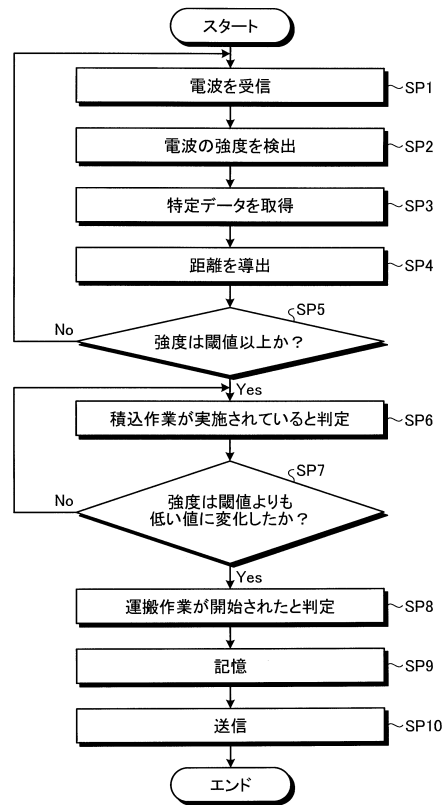 スタート
電波を受信
SP1
電波の強度を検出
SP2
特定データを取得
SP3
距離を導出
SP4
SP5
No
強度は閾値以上か？
Yes
積込作業が実施されていると判定
SP6
SP7
No
強度は閾値よりも
低い値に変化したか？
Yes
運搬作業が開始されたと判定
SP8
記憶
SP9
送信
SP10
エンド